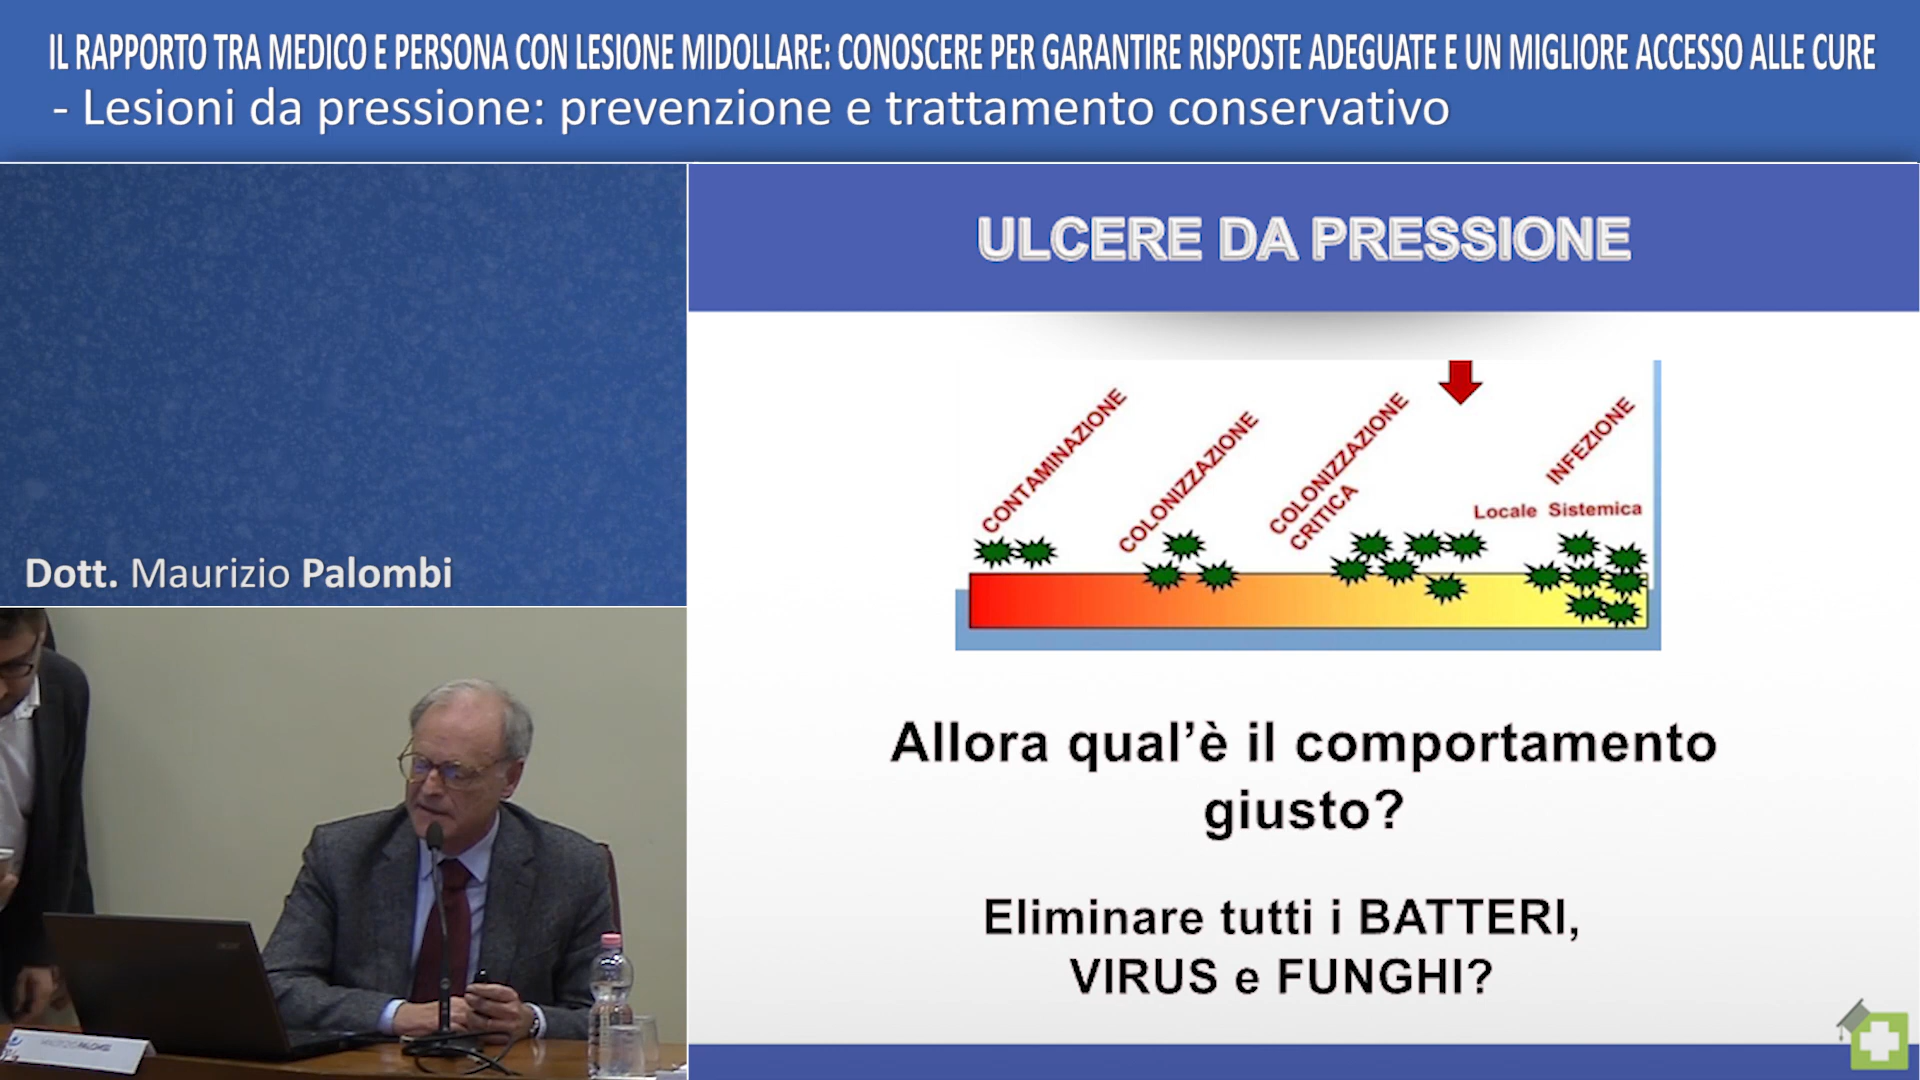 IL RAPPORTO TRA MEDICO E PERSONA CON LESIONE MIDOLLARE: CONOSCERE PER GARANTIRE RISPOSTE ADEGUATE E UN MIGLIORE ACCESSO ALLE CURE
- Lesioni da pressione: prevenzione e trattamento conservativo
Dott. Maurizio Palombi
ULCERE DA PRESSIONE
CONTAMINAZIONE
COLONIZZAZIONE
COLONIZZAZIONE
CRITICA
INFEZIONE
Locale Sistemica
Allora qual’è il comportamento
giusto?
Eliminare tutti i BATTERI,
VIRUS e FUNGHI?
MAURIZIO PALOMBI